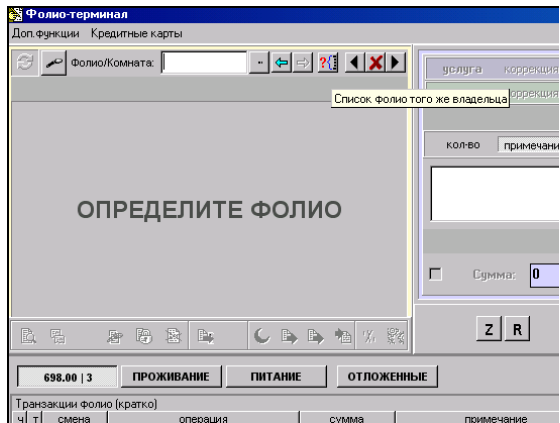 Фолио-терминал
Доп.функции Кредитные карты
Фолио/Комната: .. ?{
услуга коррекция
коррекция
Список фолио того же владельца
кол-во примечани
ОПРЕДЕЛИТЕ ФОЛИО
Сумма: 0
Z R
698.00 | 3 ПРОЖИВАНИЕ ПИТАНИЕ ОТЛОЖЕННЫЕ
Транзакции фолио (кратко)
ч т смена операция сумма примечание